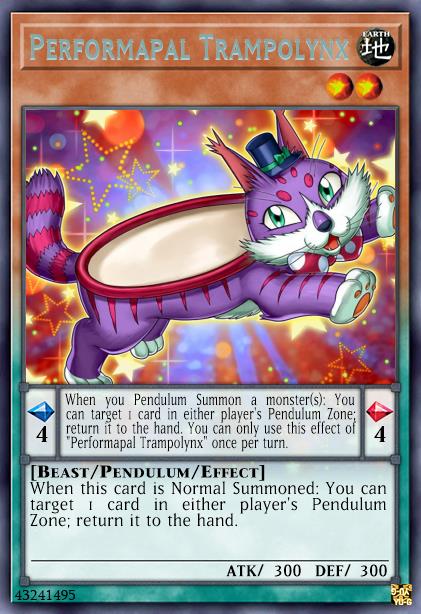 Performapal Trampolynx
EARTH
地
When you Pendulum Summon a monster(s): You
can target 1 card in either player's Pendulum Zone;
return it to the hand. You can only use this effect of
"Performapal Trampolynx" once per turn.
4
4
[Beast/Pendulum/Effect]
When this card is Normal Summoned: You can
target 1 card in either player's Pendulum
Zone; return it to the hand.
ATK/ 300 DEF/ 300
43241495